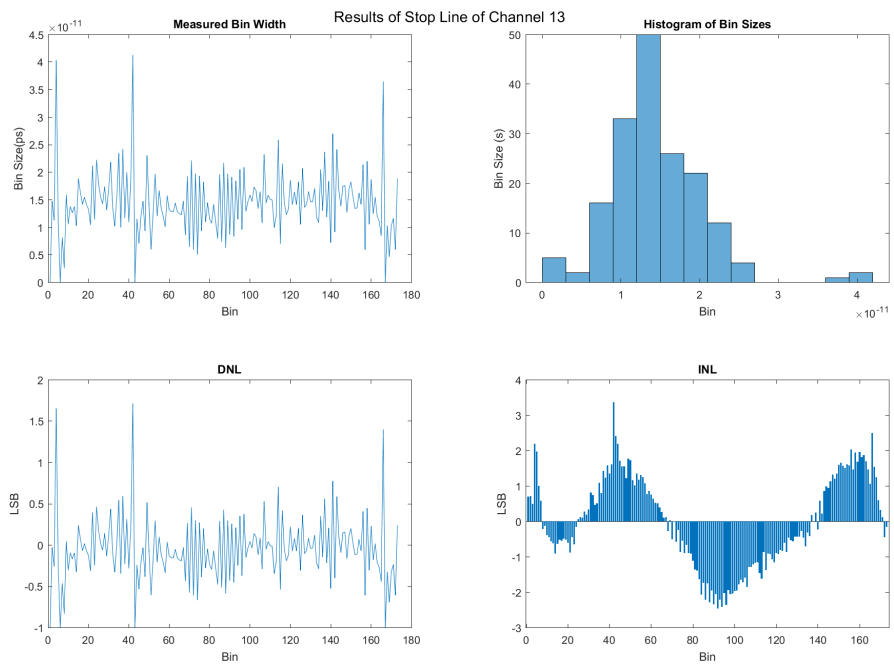 Results of Stop Line of Channel 13
Measured Bin Width
×10⁻¹¹
4.5
4
3.5
3
2.5
2
1.5
1
0.5
0
Bin Size(ps)
0 20 40 60 80 100 120 140 160 180
Bin
Histogram of Bin Sizes
50
40
30
20
10
0
Bin Size (s)
0 1 2 3 4
Bin
×10⁻¹¹
DNL
2
1.5
1
0.5
0
-0.5
-1
LSB
0 20 40 60 80 100 120 140 160 180
Bin
INL
4
3
2
1
0
-1
-2
-3
LSB
0 20 40 60 80 100 120 140 160
Bin